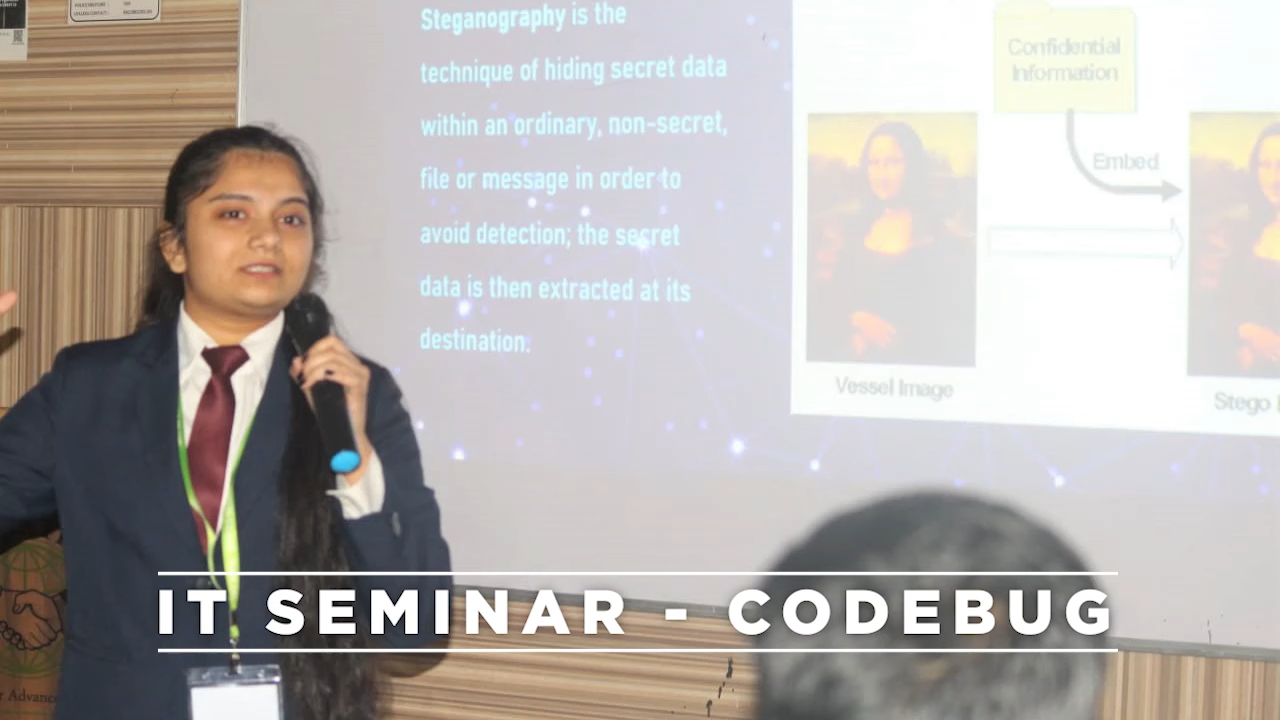 Steganography is the
technique of hiding secret data
within an ordinary, non-secret,
file or message in order to
avoid detection; the secret
data is then extracted at its
destination.
Confidential
Information
Embed
Vessel Image
Stego
IT SEMINAR - CODEBUG
r Advance